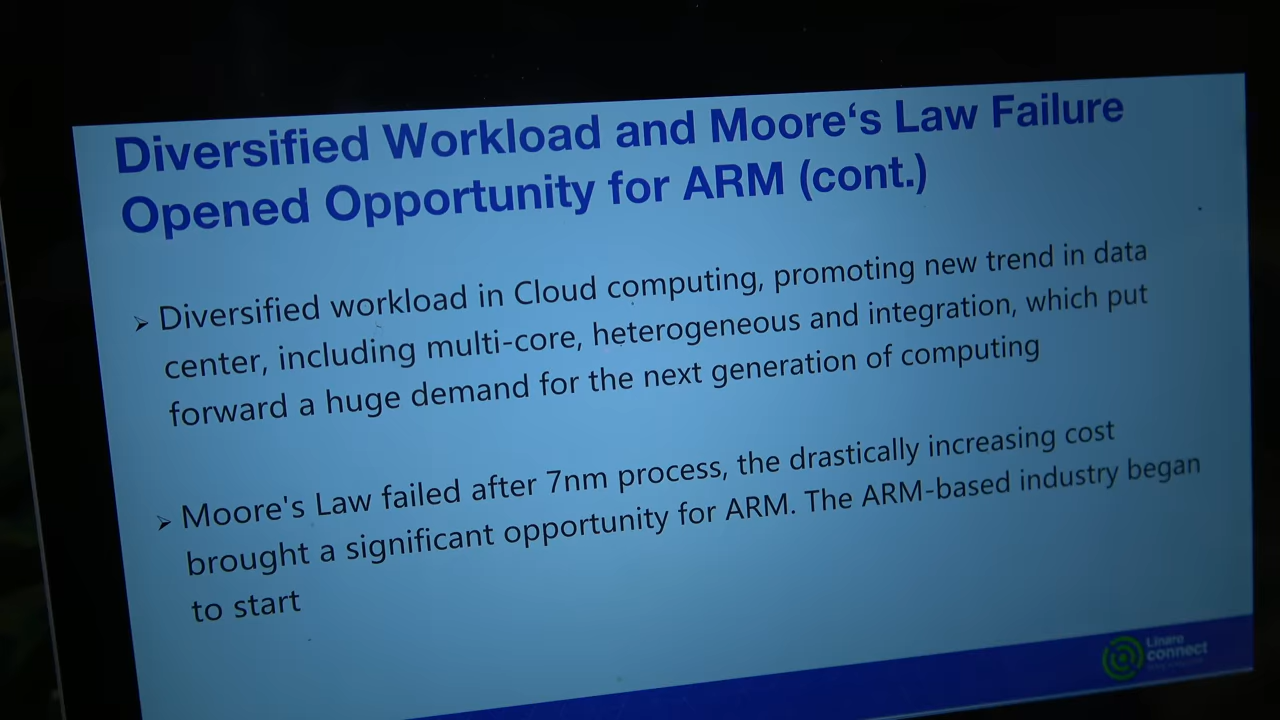 Diversified Workload and Moore‘s Law Failure
Opened Opportunity for ARM (cont.)
➢ Diversified workload in Cloud computing, promoting new trend in data
center, including multi-core, heterogeneous and integration, which put
forward a huge demand for the next generation of computing
➢ Moore's Law failed after 7nm process, the drastically increasing cost
brought a significant opportunity for ARM. The ARM-based industry began
to start
Linaro
connect